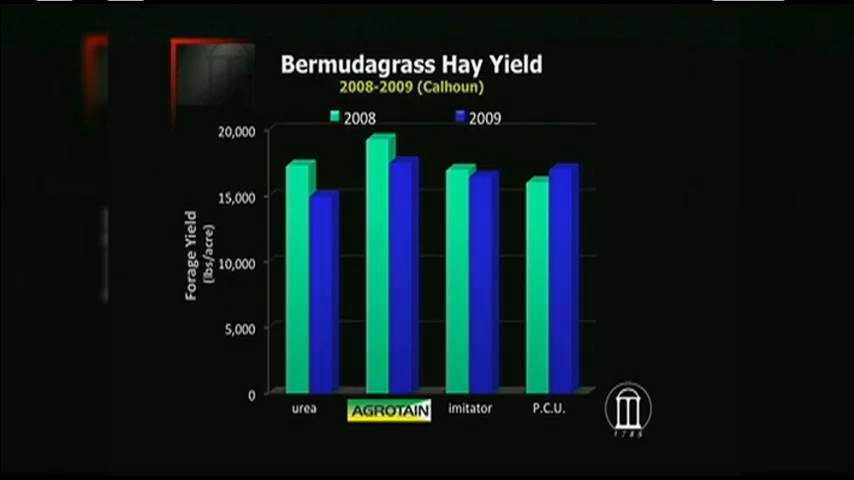 Bermudagrass Hay Yield
2008-2009 (Calhoun)
2008 2009
20,000
15,000
10,000
5,000
0
Forage Yield
(lbs/acre)
urea AGROTAIN imitator P.C.U.
1785